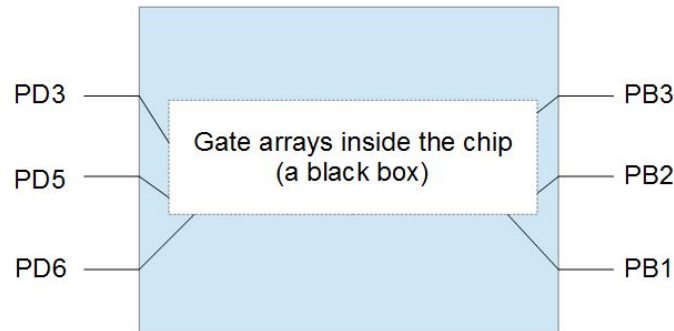 PD3
PB3
Gate arrays inside the chip
(a black box)
PD5
PB2
PD6
PB1